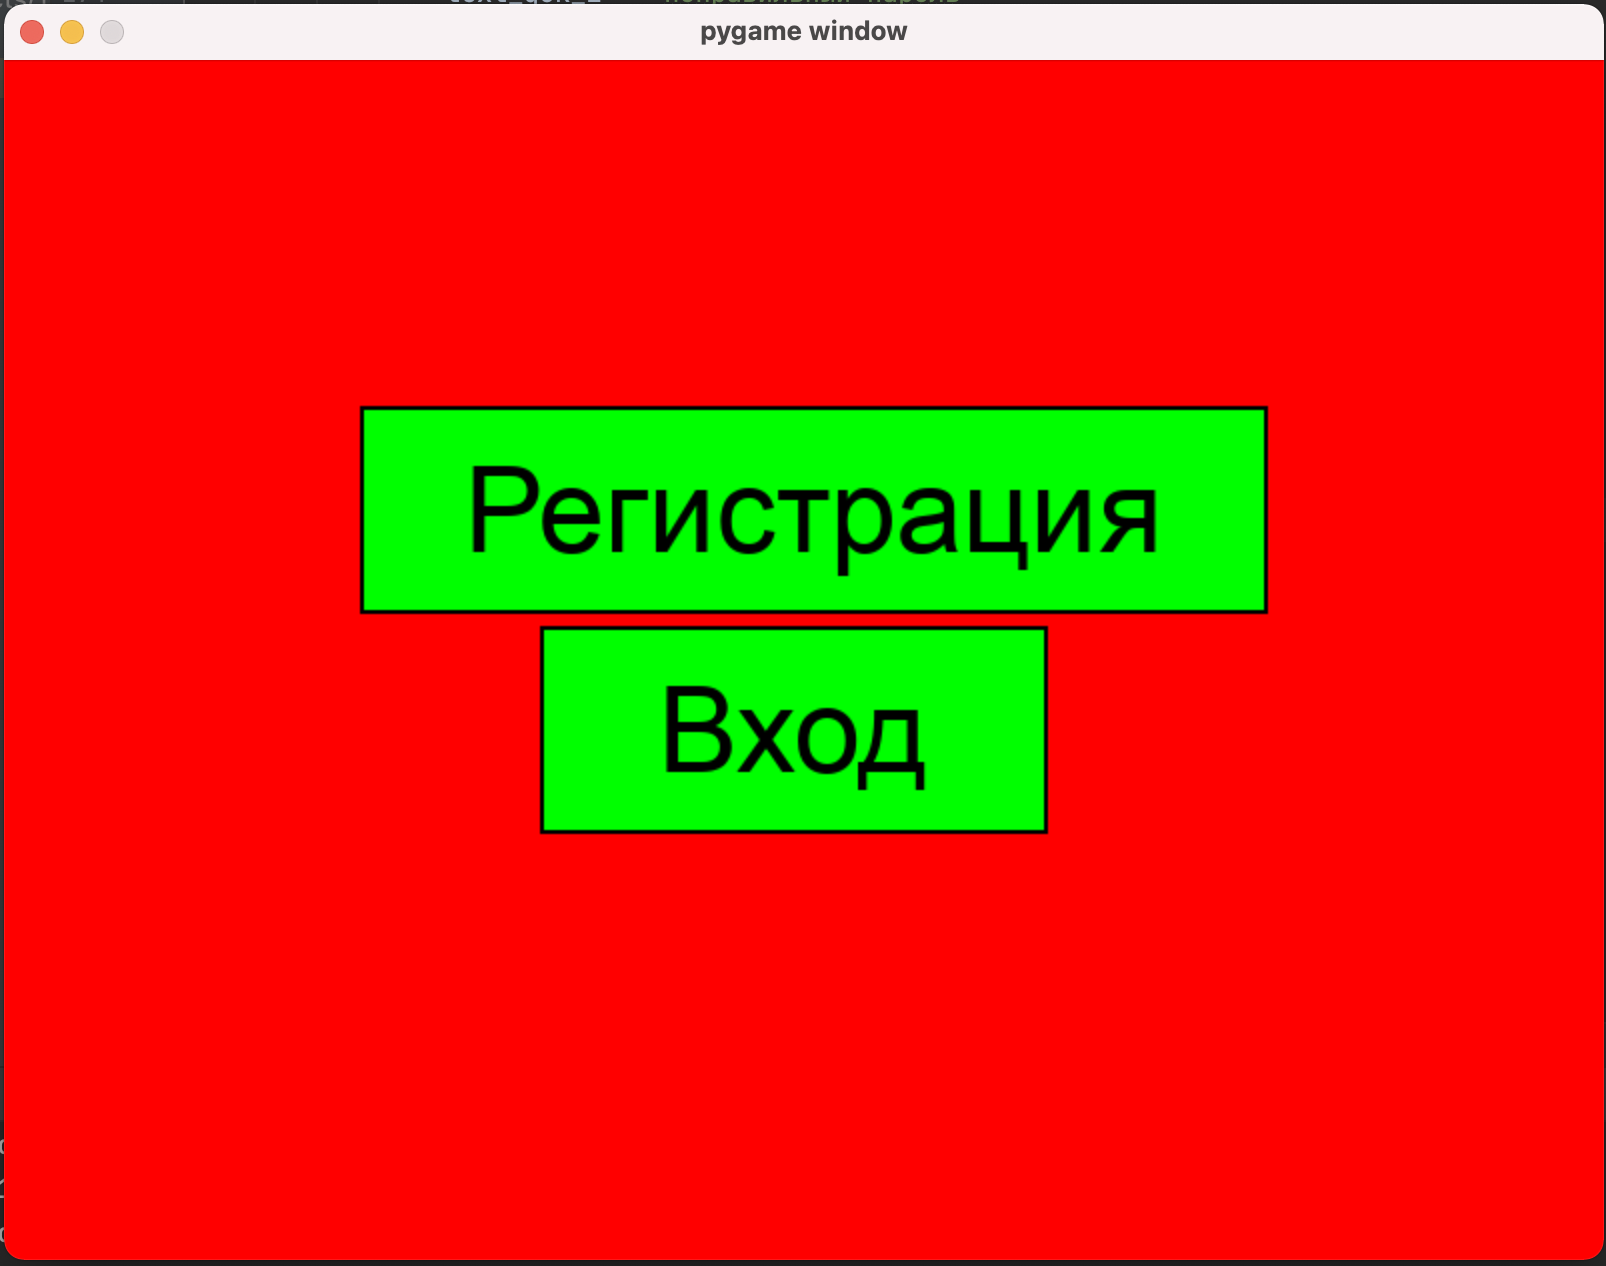 pygame window
Регистрация
Вход